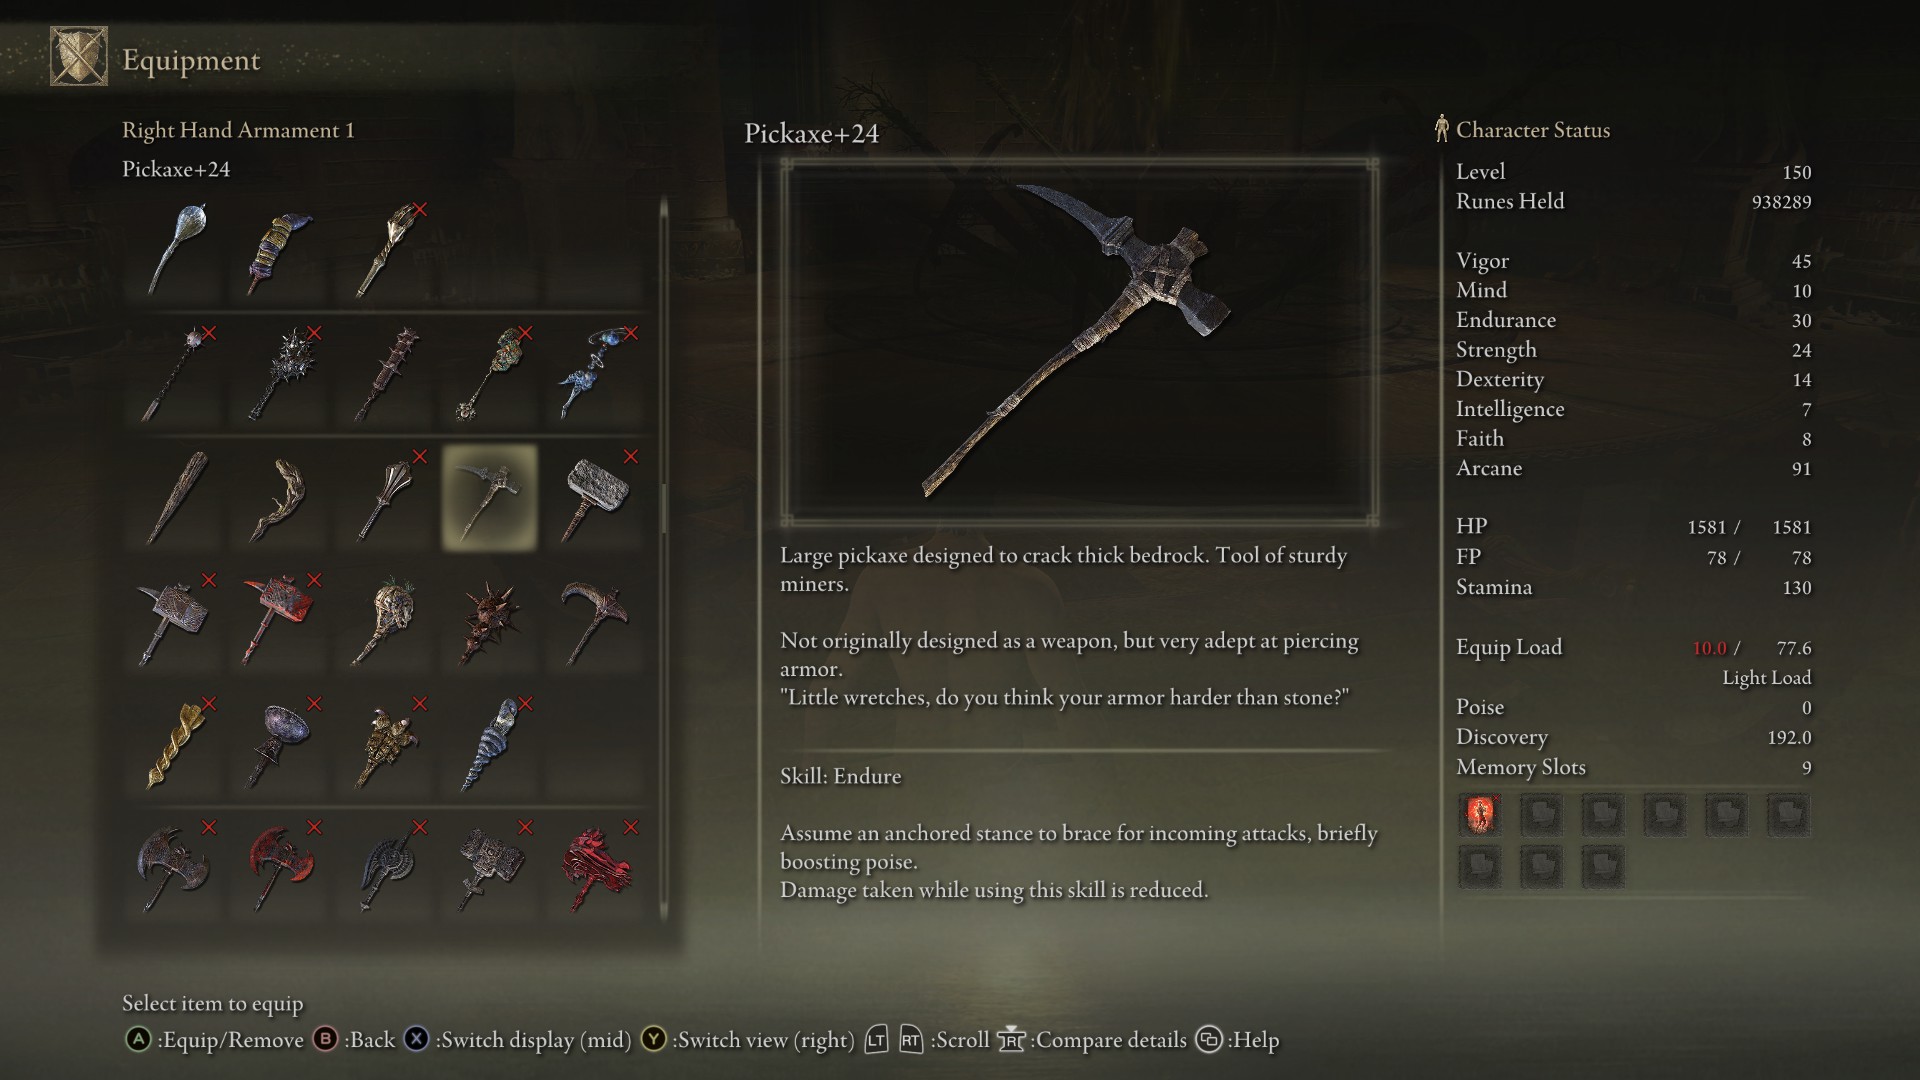 Equipment
Right Hand Armament 1
Pickaxe+24
Pickaxe+24
Large pickaxe designed to crack thick bedrock. Tool of sturdy
miners.
Not originally designed as a weapon, but very adept at piercing
armor.
"Little wretches, do you think your armor harder than stone?"
Skill: Endure
Assume an anchored stance to brace for incoming attacks, briefly
boosting poise.
Damage taken while using this skill is reduced.
Character Status
Level 150
Runes Held 938289
Vigor 45
Mind 10
Endurance 30
Strength 24
Dexterity 14
Intelligence 7
Faith 8
Arcane 91
HP 1581 / 1581
FP 78 / 78
Stamina 130
Equip Load 10.0 / 77.6
Light Load
Poise 0
Discovery 192.0
Memory Slots 9
Select item to equip
A :Equip/Remove B :Back X :Switch display (mid) Y :Switch view (right) LT RT :Scroll R :Compare details :Help